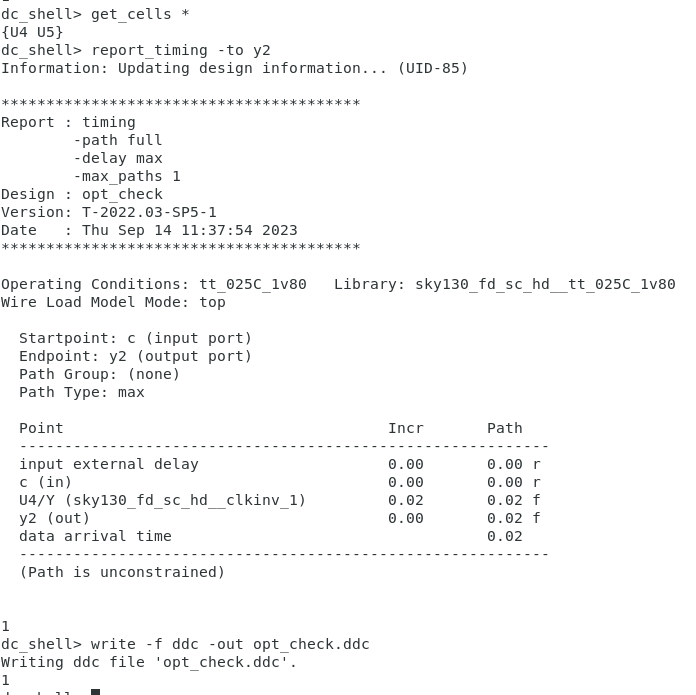 dc_shell> get_cells *
{U4 U5}
dc_shell> report_timing -to y2
Information: Updating design information... (UID-85)
****************************************
Report : timing
-path full
-delay max
-max_paths 1
Design : opt_check
Version: T-2022.03-SP5-1
Date   : Thu Sep 14 11:37:54 2023
****************************************
Operating Conditions: tt_025C_1v80   Library: sky130_fd_sc_hd__tt_025C_1v80
Wire Load Model Mode: top
Startpoint: c (input port)
Endpoint: y2 (output port)
Path Group: (none)
Path Type: max
Point                                    Incr       Path
-----------------------------------------------------------
input external delay                     0.00       0.00 r
c (in)                                   0.00       0.00 r
U4/Y (sky130_fd_sc_hd__clkinv_1)         0.02       0.02 f
y2 (out)                                 0.00       0.02 f
data arrival time                                   0.02
-----------------------------------------------------------
(Path is unconstrained)
1
dc_shell> write -f ddc -out opt_check.ddc
Writing ddc file 'opt_check.ddc'.
1